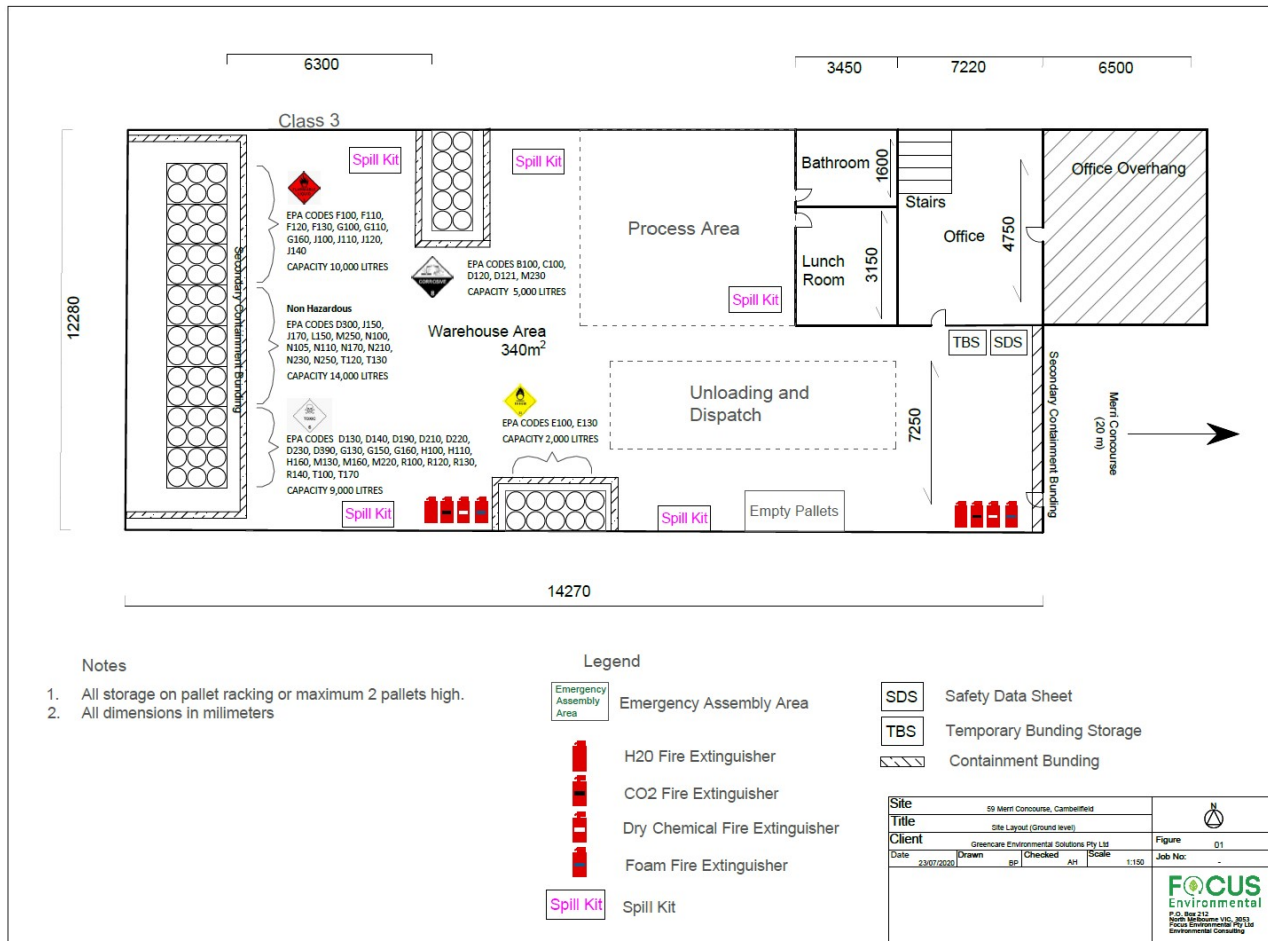 6300
3450
7220
6500
Class 3
12280
Spill Kit
Spill Kit
EPA CODES F100, F110,
F120, F130, G100, G110,
G160, J100, J110, J120,
J140
CAPACITY 10,000 LITRES
Secondary Containment Bunding
Non Hazardous
EPA CODES D300, J150,
J170, L150, M250, N100,
N105, N110, N170, N210,
N230, N250, T120, T130
CAPACITY 14,000 LITRES
EPA CODES D130, D140, D190, D210, D220,
D230, D390, G130, G150, G160, H100, H110,
H160, M130, M160, M220, R100, R120, R130,
R140, T100, T170
CAPACITY 9,000 LITRES
CORROSIVE
8
EPA CODES B100, C100,
D120, D121, M230
CAPACITY 5,000 LITRES
Warehouse Area
340m2
EPA CODES E100, E130
CAPACITY 2,000 LITRES
Process Area
Spill Kit
Bathroom
1600
Lunch
Room
3150
Stairs
Office
4750
Office Overhang
TBS
SDS
Unloading and
Dispatch
7250
Secondary Containment Bunding
Merri Concourse
(20 m)
Spill Kit
Spill Kit
Empty Pallets
14270
Notes
1. All storage on pallet racking or maximum 2 pallets high.
2. All dimensions in milimeters
Legend
Emergency
Assembly
Area
Emergency Assembly Area
H20 Fire Extinguisher
CO2 Fire Extinguisher
Dry Chemical Fire Extinguisher
Foam Fire Extinguisher
Spill Kit
Spill Kit
SDS
Safety Data Sheet
TBS
Temporary Bunding Storage
Containment Bunding
Site
59 Merri Concourse, Cambellfield
Title
Site Layout (Ground level)
Client
Greencare Environmental Solutions Pty Ltd
Date 23/07/2020
Drawn BP
Checked AH
Scale 1:150
N
Figure 01
Job No: -
FOCUS
Environmental
P.O. Box 212
North Melbourne VIC, 3053
Focus Environmental Pty Ltd
Environmental Consulting